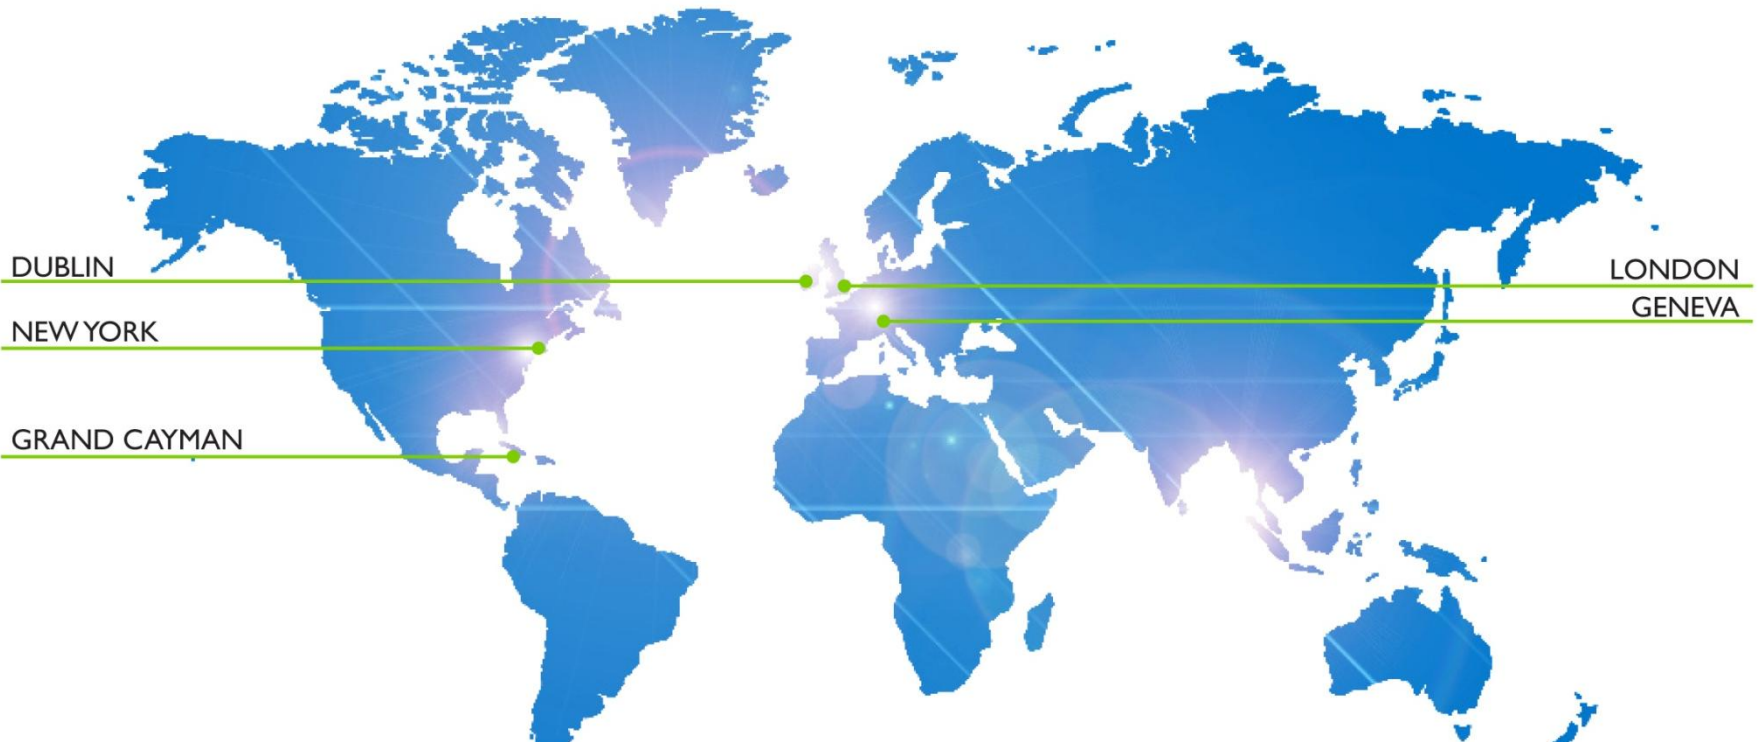 DUBLIN
NEW YORK
GRAND CAYMAN
LONDON
GENEVA